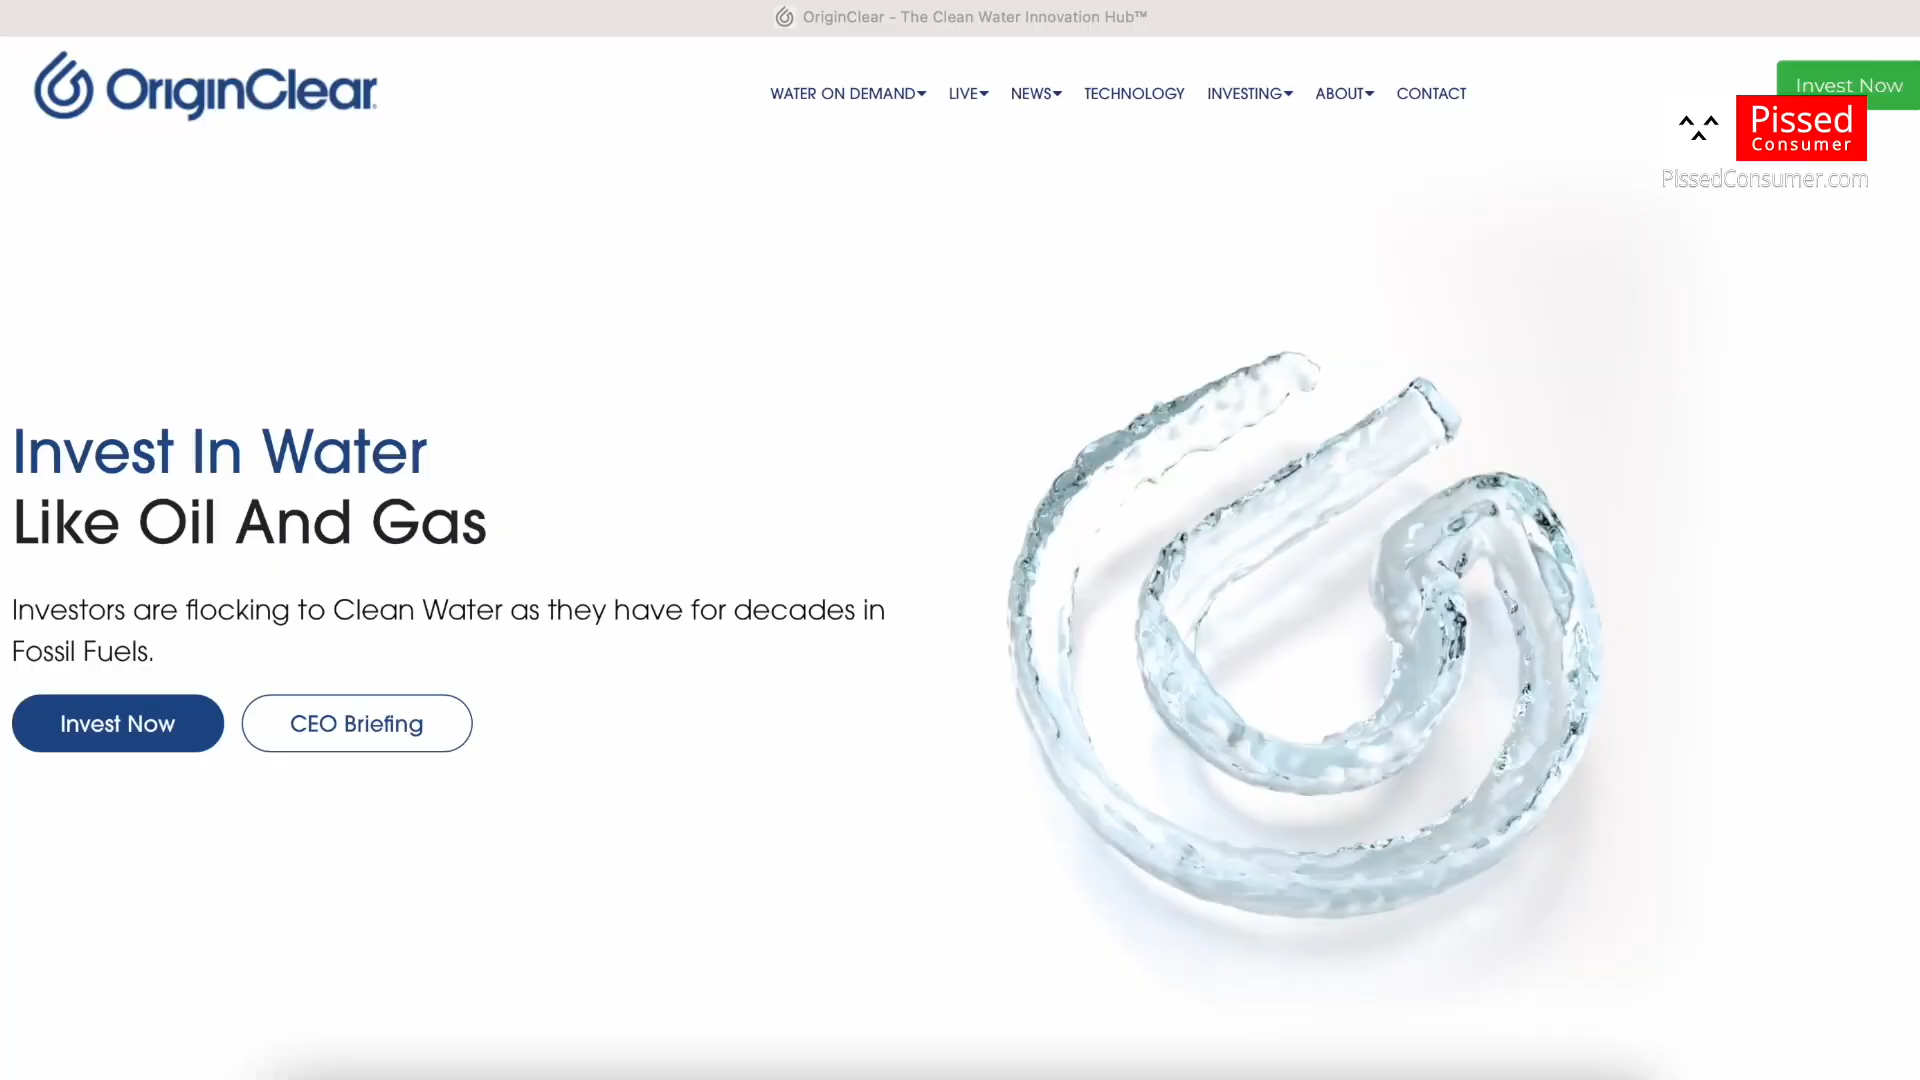 OriginClear - The Clean Water Innovation Hub™
OriginClear
WATER ON DEMAND LIVE NEWS TECHNOLOGY INVESTING ABOUT CONTACT
Invest Now
Pissed
Consumer
PissedConsumer.com
Invest In Water
Like Oil And Gas
Investors are flocking to Clean Water as they have for decades in
Fossil Fuels.
Invest Now CEO Briefing